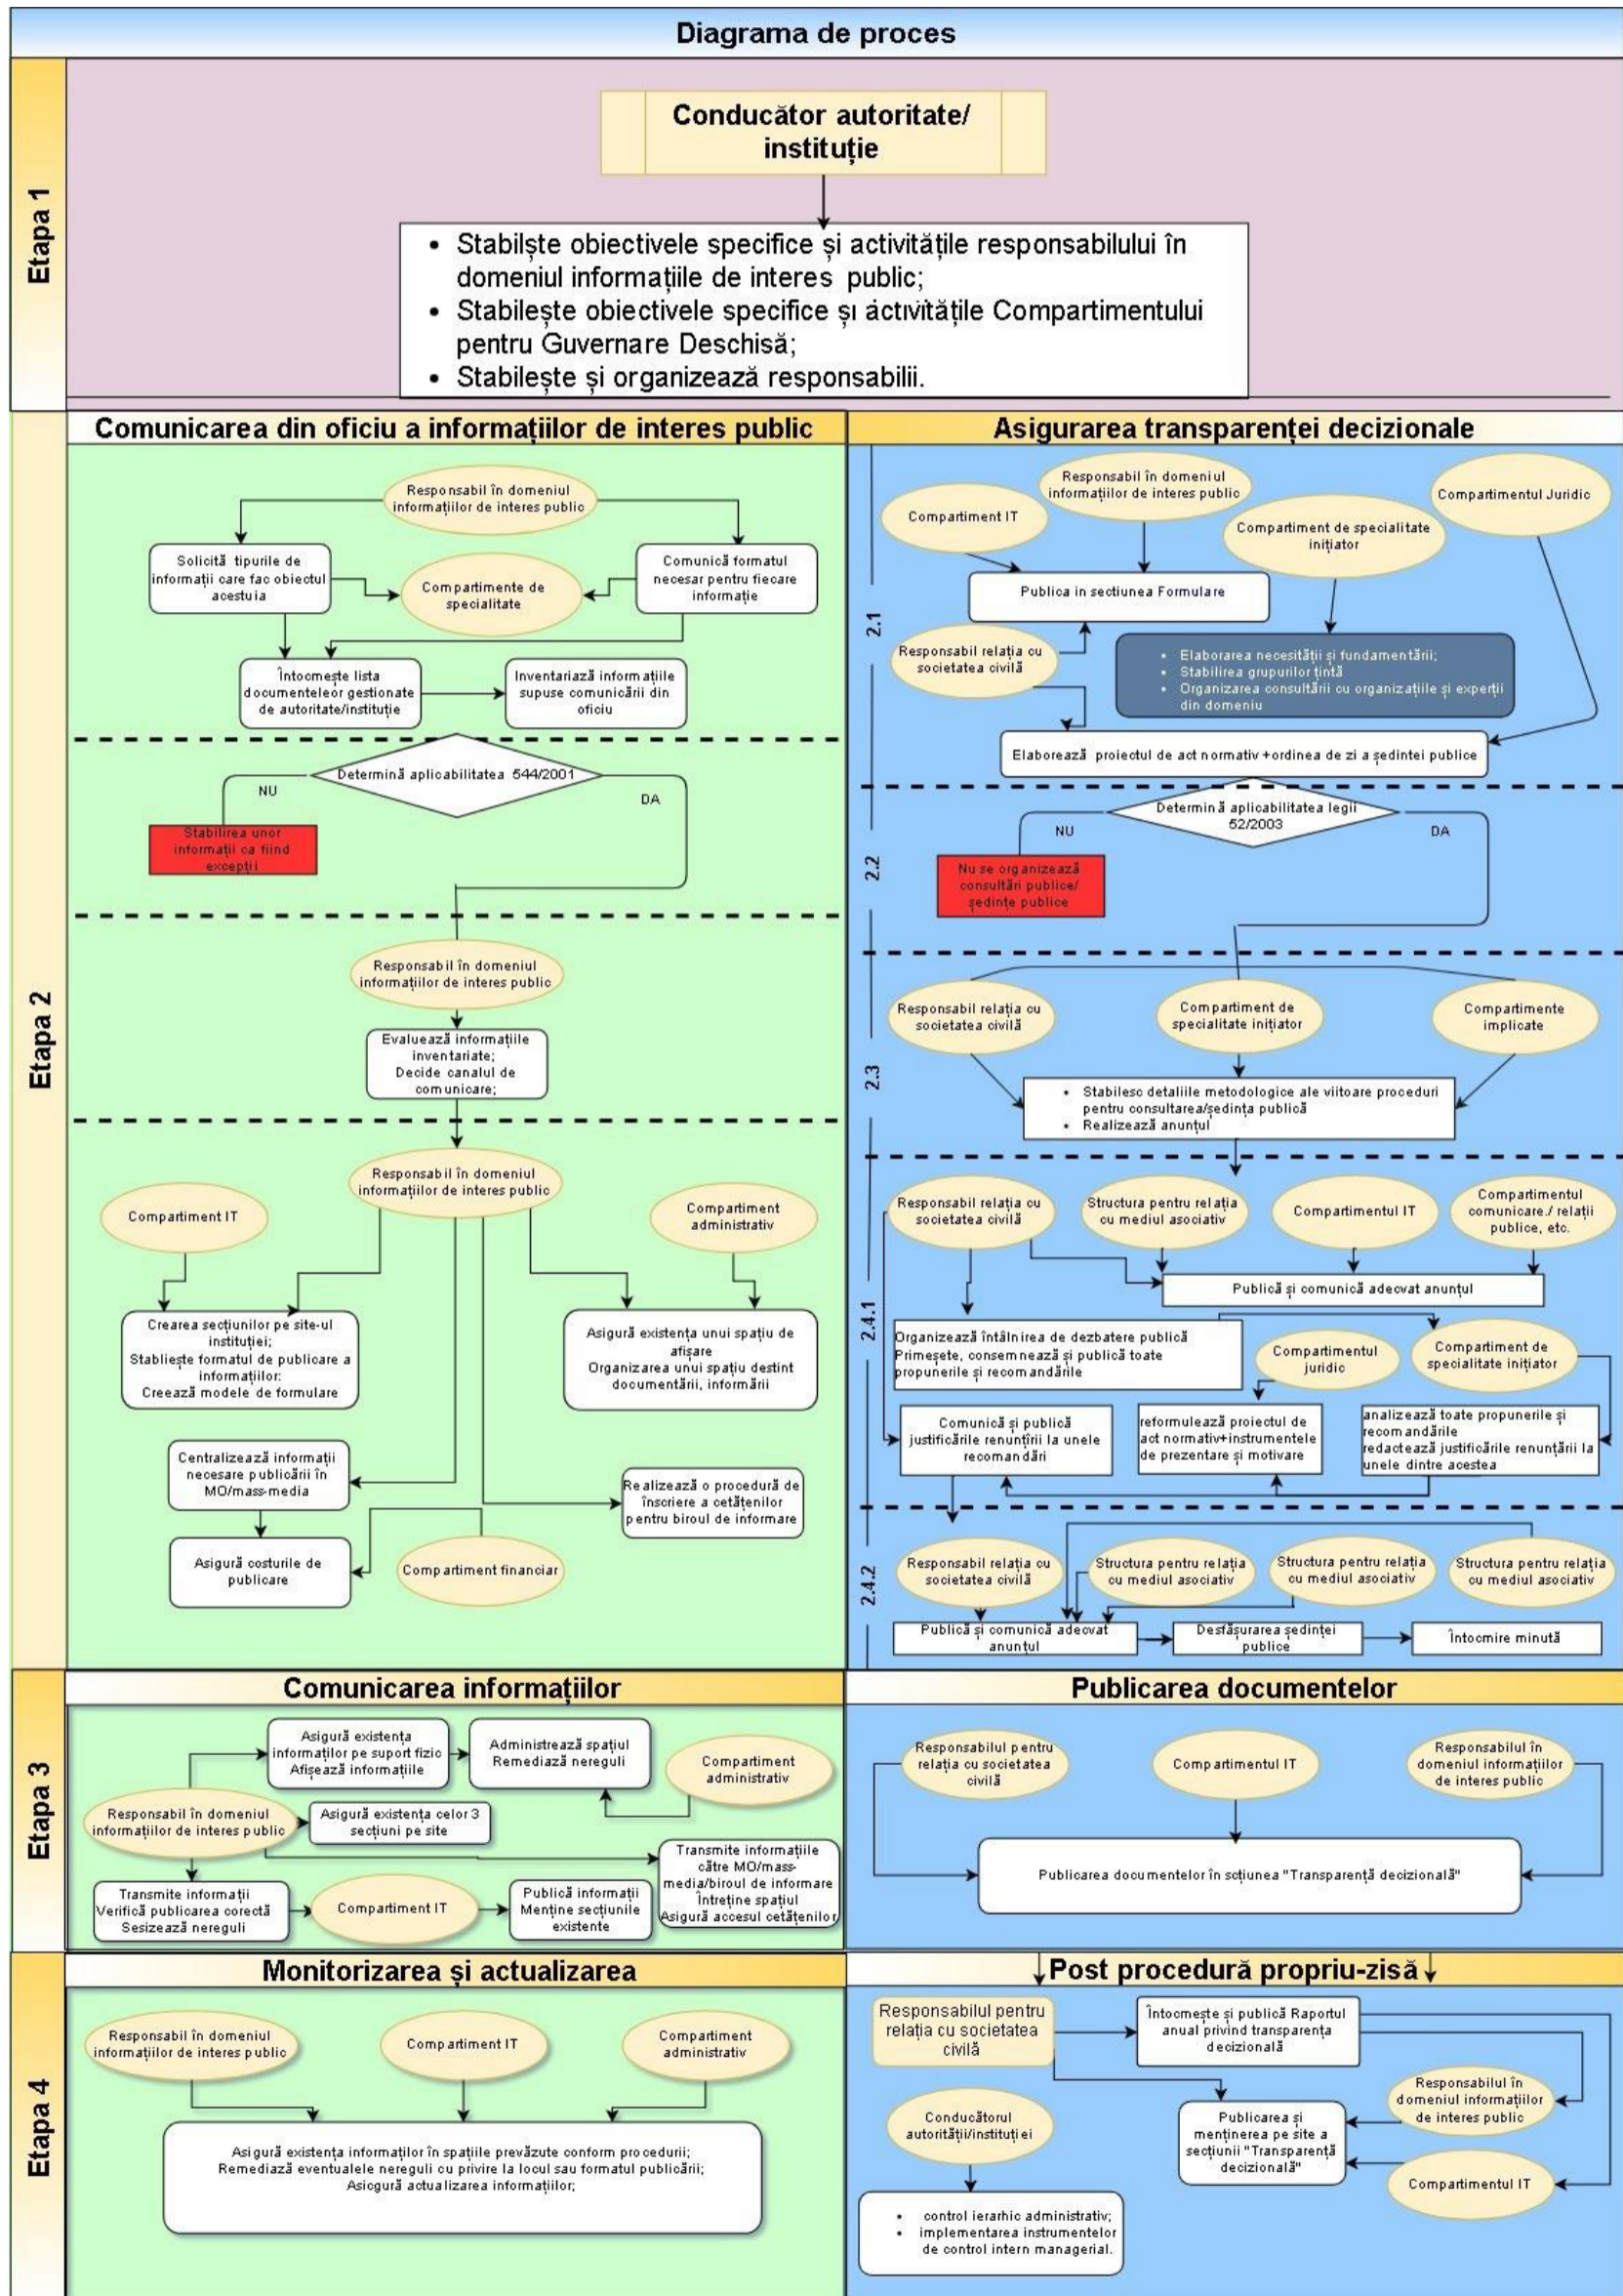 Diagrama de proces
Etapa 1
Conducător autoritate/
instituție
• Stabilște obiectivele specifice și activitățile responsabilului în
domeniul informațiile de interes public;
• Stabilește obiectivele specifice și activitățile Compartimentului
pentru Guvernare Deschisă;
• Stabilește și organizează responsabilii.
Etapa 2
Comunicarea din oficiu a informațiilor de interes public
Responsabil în domeniul
informațiilor de interes public
Solicită tipurile de
informații care fac obiectul
acestuia
Compartimente de
specialitate
Comunică formatul
necesar pentru fiecare
informație
Întocmește lista
documenteleor gestionate
de autoritate/instituție
Inventariază informațiile
supuse comunicării din
oficiu
Determină aplicabilitatea 544/2001
NU
DA
Stabilirea unor
informații ca fiind
excepții
Responsabil în domeniul
informațiilor de interes public
Evaluează informațiile
inventariate;
Decide canalul de
comunicare;
Responsabil în domeniul
informațiilor de interes public
Compartiment IT
Compartiment
administrativ
Crearea secțiunilor pe site-ul
instituției;
Stabliește formatul de publicare a
informațiilor:
Creează modele de formulare
Asigură existența unui spațiu de
afișare
Organizarea unui spațiu destint
documentării, informării
Centralizează informații
necesare publicării în
MO/mass-media
Realizează o procedură de
înscriere a cetățenilor
pentru biroul de informare
Asigură costurile de
publicare
Compartiment financiar
Asigurarea transparenței decizionale
2.1
Compartiment IT
Responsabil în domeniul
informațiilor de interes public
Compartiment de specialitate
inițiator
Compartimentul Juridic
Publica in sectiunea Formulare
Responsabil relația cu
societatea civilă
• Elaborarea necesității și fundamentării;
• Stabilirea grupurilor țintă
• Organizarea consultării cu organizațiile și experții
din domeniu
Elaborează proiectul de act normativ +ordinea de zi a ședintei publice
2.2
Determină aplicabilitatea legii
52/2003
NU
DA
Nu se organizează
consultări publice/
ședințe publice
2.3
Responsabil relația cu
societatea civilă
Compartiment de
specialitate inițiator
Compartimente
implicate
• Stabilesc detaliile metodologice ale viitoare proceduri
pentru consultarea/ședința publică
• Realizează anunțul
2.4.1
Responsabil relația cu
societatea civilă
Structura pentru relația
cu mediul asociativ
Compartimentul IT
Compartimentul
comunicare./ relații
publice, etc.
Publică și comunică adecvat anunțul
Organizează întâlnirea de dezbatere publică
Primeșete, consemnează și publică toate
propunerile și recomandările
Compartimentul
juridic
Compartiment de
specialitate inițiator
Comunică și publică
justificările renunțîrii la unele
recomandări
reformulează proiectul de
act normativ+instrumentele
de prezentare și motivare
analizează toate propunerile și
recomandările
redactează justificările renunțării la
unele dintre acestea
2.4.2
Responsabil relația cu
societatea civilă
Structura pentru relația
cu mediul asociativ
Structura pentru relația
cu mediul asociativ
Structura pentru relația
cu mediul asociativ
Publică și comunică adecvat
anunțul
Desfășurarea ședinței
publice
Întocmire minută
Etapa 3
Comunicarea informațiilor
Asigură existența
informaților pe suport fizic
Afișează informațiile
Administrează spațiul
Remediază nereguli
Compartiment
administrativ
Responsabil în domeniul
informațiilor de interes public
Asigură existența celor 3
secțiuni pe site
Transmite informațiile
către MO/mass-
media/biroul de informare
Întreține spațiul
Asigură accesul cetățenilor
Transmite informații
Verifică publicarea corectă
Sesizează nereguli
Compartiment IT
Publică informații
Menține secțiunile
existente
Publicarea documentelor
Responsabilul pentru
relația cu societatea
civilă
Compartimentul IT
Responsabilul în
domeniul informațiilor
de interes public
Publicarea documentelor în scțiunea "Transparență decizională"
Etapa 4
Monitorizarea și actualizarea
Responsabil în domeniul
informațiilor de interes public
Compartiment IT
Compartiment
administrativ
Asigură existența informaților în spațiile prevăzute conform procedurii;
Remediază eventualele nereguli cu privire la locul sau formatul publicării;
Asicgură actualizarea informațiilor;
Post procedură propriu-zisă
Responsabilul pentru
relația cu societatea
civilă
Întocmește și publică Raportul
anual privind transparența
decizională
Conducătorul
autorității/instituției
Publicarea și
menținerea pe site a
secțiunii "Transparență
decizională"
Responsabilul în
domeniul informațiilor
de interes public
Compartimentul IT
• control ierarhic administrativ;
• implementarea instrumentelor
de control intern managerial.